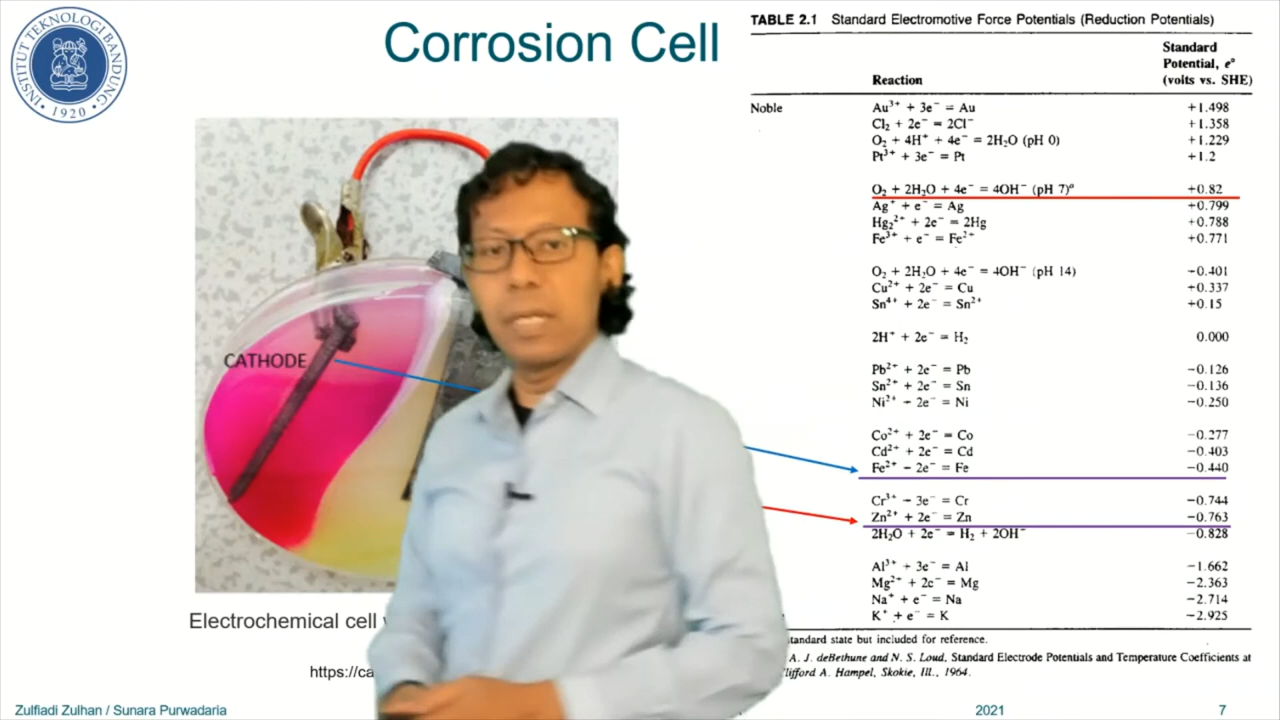 INSTITUT TEKNOLOGI BANDUNG
1920
Corrosion Cell
CATHODE
Electrochemical cell
https://ca
TABLE 2.1 Standard Electromotive Force Potentials (Reduction Potentials)
Reaction Standard Potential, e° (volts vs. SHE)
Noble Au³⁺ + 3e⁻ = Au +1.498
Cl₂ + 2e⁻ = 2Cl⁻ +1.358
O₂ + 4H⁺ + 4e⁻ = 2H₂O (pH 0) +1.229
Pt³⁺ + 3e⁻ = Pt +1.2
O₂ + 2H₂O + 4e⁻ = 4OH⁻ (pH 7)ᵃ +0.82
Ag⁺ + e⁻ = Ag +0.799
Hg₂²⁺ + 2e⁻ = 2Hg +0.788
Fe³⁺ + e⁻ = Fe²⁺ +0.771
O₂ + 2H₂O + 4e⁻ = 4OH⁻ (pH 14) −0.401
Cu²⁺ + 2e⁻ = Cu +0.337
Sn⁴⁺ + 2e⁻ = Sn²⁺ +0.15
2H⁺ + 2e⁻ = H₂ 0.000
Pb²⁺ + 2e⁻ = Pb −0.126
Sn²⁺ + 2e⁻ = Sn −0.136
Ni²⁺ − 2e⁻ = Ni −0.250
Co²⁺ + 2e⁻ = Co −0.277
Cd²⁺ + 2e⁻ = Cd −0.403
Fe²⁺ − 2e⁻ = Fe −0.440
Cr³⁺ − 3e⁻ = Cr −0.744
Zn²⁺ + 2e⁻ = Zn −0.763
2H₂O + 2e⁻ = H₂ + 2OH⁻ −0.828
Al³⁺ + 3e⁻ = Al −1.662
Mg²⁺ + 2e⁻ = Mg −2.363
Na⁺ + e⁻ = Na −2.714
K⁺ + e⁻ = K −2.925
tandard state but included for reference.
A. J. deBethune and N. S. Loud, Standard Electrode Potentials and Temperature Coefficients at
lifford A. Hampel, Skokie, Ill., 1964.
Zulfiadi Zulhan / Sunara Purwadaria
2021
7